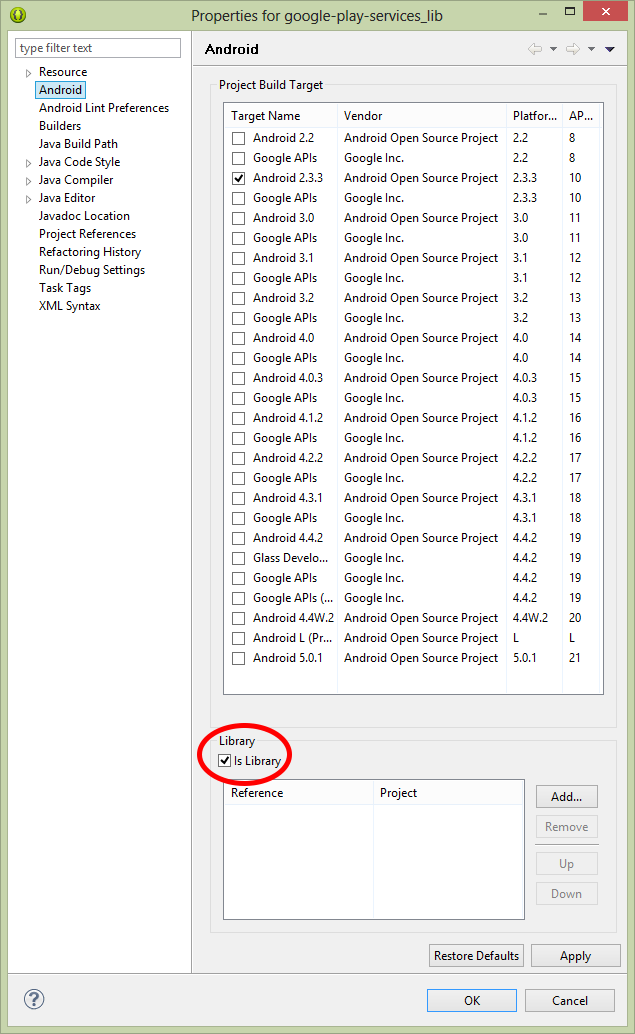 Properties for google-play-services_lib
type filter text
Resource
Android
Android Lint Preferences
Builders
Java Build Path
Java Code Style
Java Compiler
Java Editor
Javadoc Location
Project References
Refactoring History
Run/Debug Settings
Task Tags
XML Syntax
Android
Project Build Target
Target Name Vendor Platfor... AP...
Android 2.2 Android Open Source Project 2.2 8
Google APIs Google Inc. 2.2 8
Android 2.3.3 Android Open Source Project 2.3.3 10
Google APIs Google Inc. 2.3.3 10
Android 3.0 Android Open Source Project 3.0 11
Google APIs Google Inc. 3.0 11
Android 3.1 Android Open Source Project 3.1 12
Google APIs Google Inc. 3.1 12
Android 3.2 Android Open Source Project 3.2 13
Google APIs Google Inc. 3.2 13
Android 4.0 Android Open Source Project 4.0 14
Google APIs Google Inc. 4.0 14
Android 4.0.3 Android Open Source Project 4.0.3 15
Google APIs Google Inc. 4.0.3 15
Android 4.1.2 Android Open Source Project 4.1.2 16
Google APIs Google Inc. 4.1.2 16
Android 4.2.2 Android Open Source Project 4.2.2 17
Google APIs Google Inc. 4.2.2 17
Android 4.3.1 Android Open Source Project 4.3.1 18
Google APIs Google Inc. 4.3.1 18
Android 4.4.2 Android Open Source Project 4.4.2 19
Glass Develo... Google Inc. 4.4.2 19
Google APIs Google Inc. 4.4.2 19
Google APIs (... Google Inc. 4.4.2 19
Android 4.4W.2 Android Open Source Project 4.4W.2 20
Android L (Pr... Android Open Source Project L L
Android 5.0.1 Android Open Source Project 5.0.1 21
Library
Is Library
Reference Project
Add...
Remove
Up
Down
Restore Defaults Apply
OK Cancel